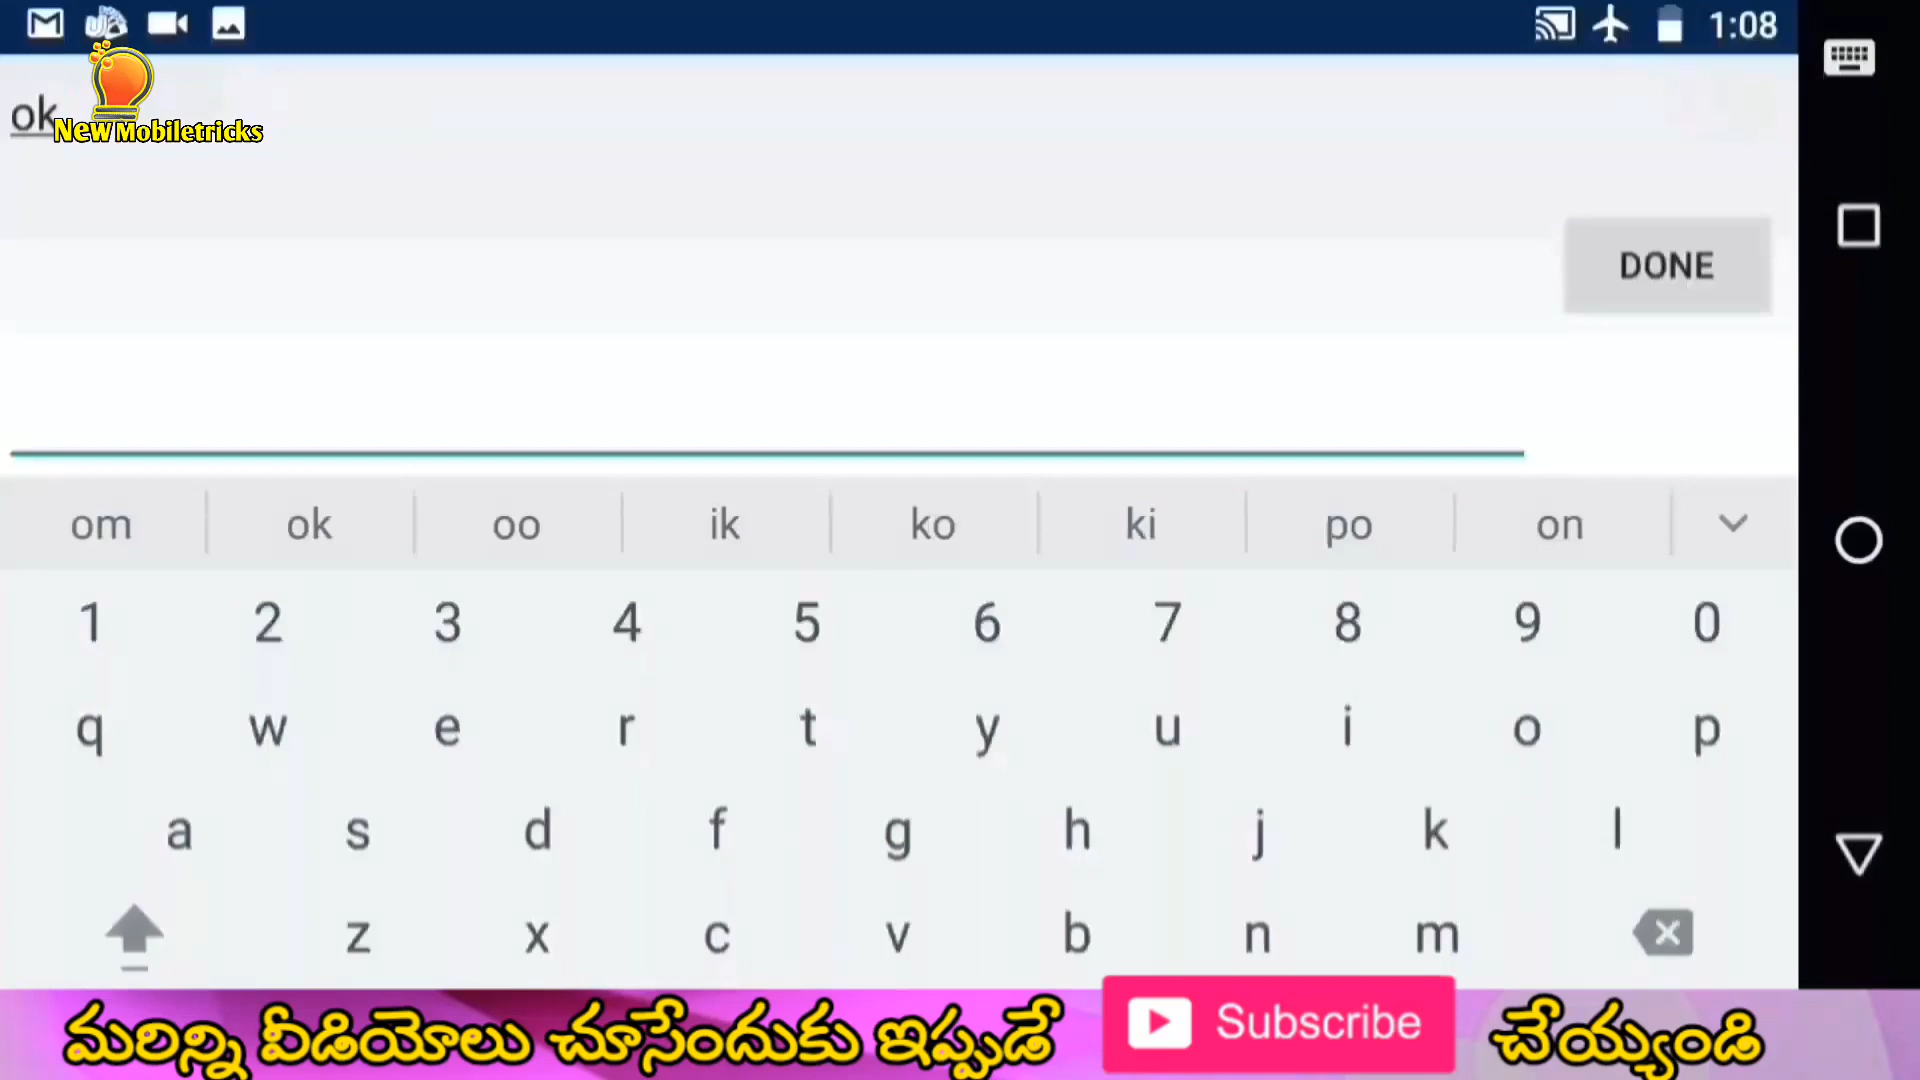 1:08
ok
New Mobiletricks
DONE
om ok oo ik ko ki po on
1 2 3 4 5 6 7 8 9 0
q w e r t y u i o p
a s d f g h j k l
z x c v b n m
మరిన్ని వీడియోలు చూసేందుకు ఇప్పుడే Subscribe చేయ్యండి